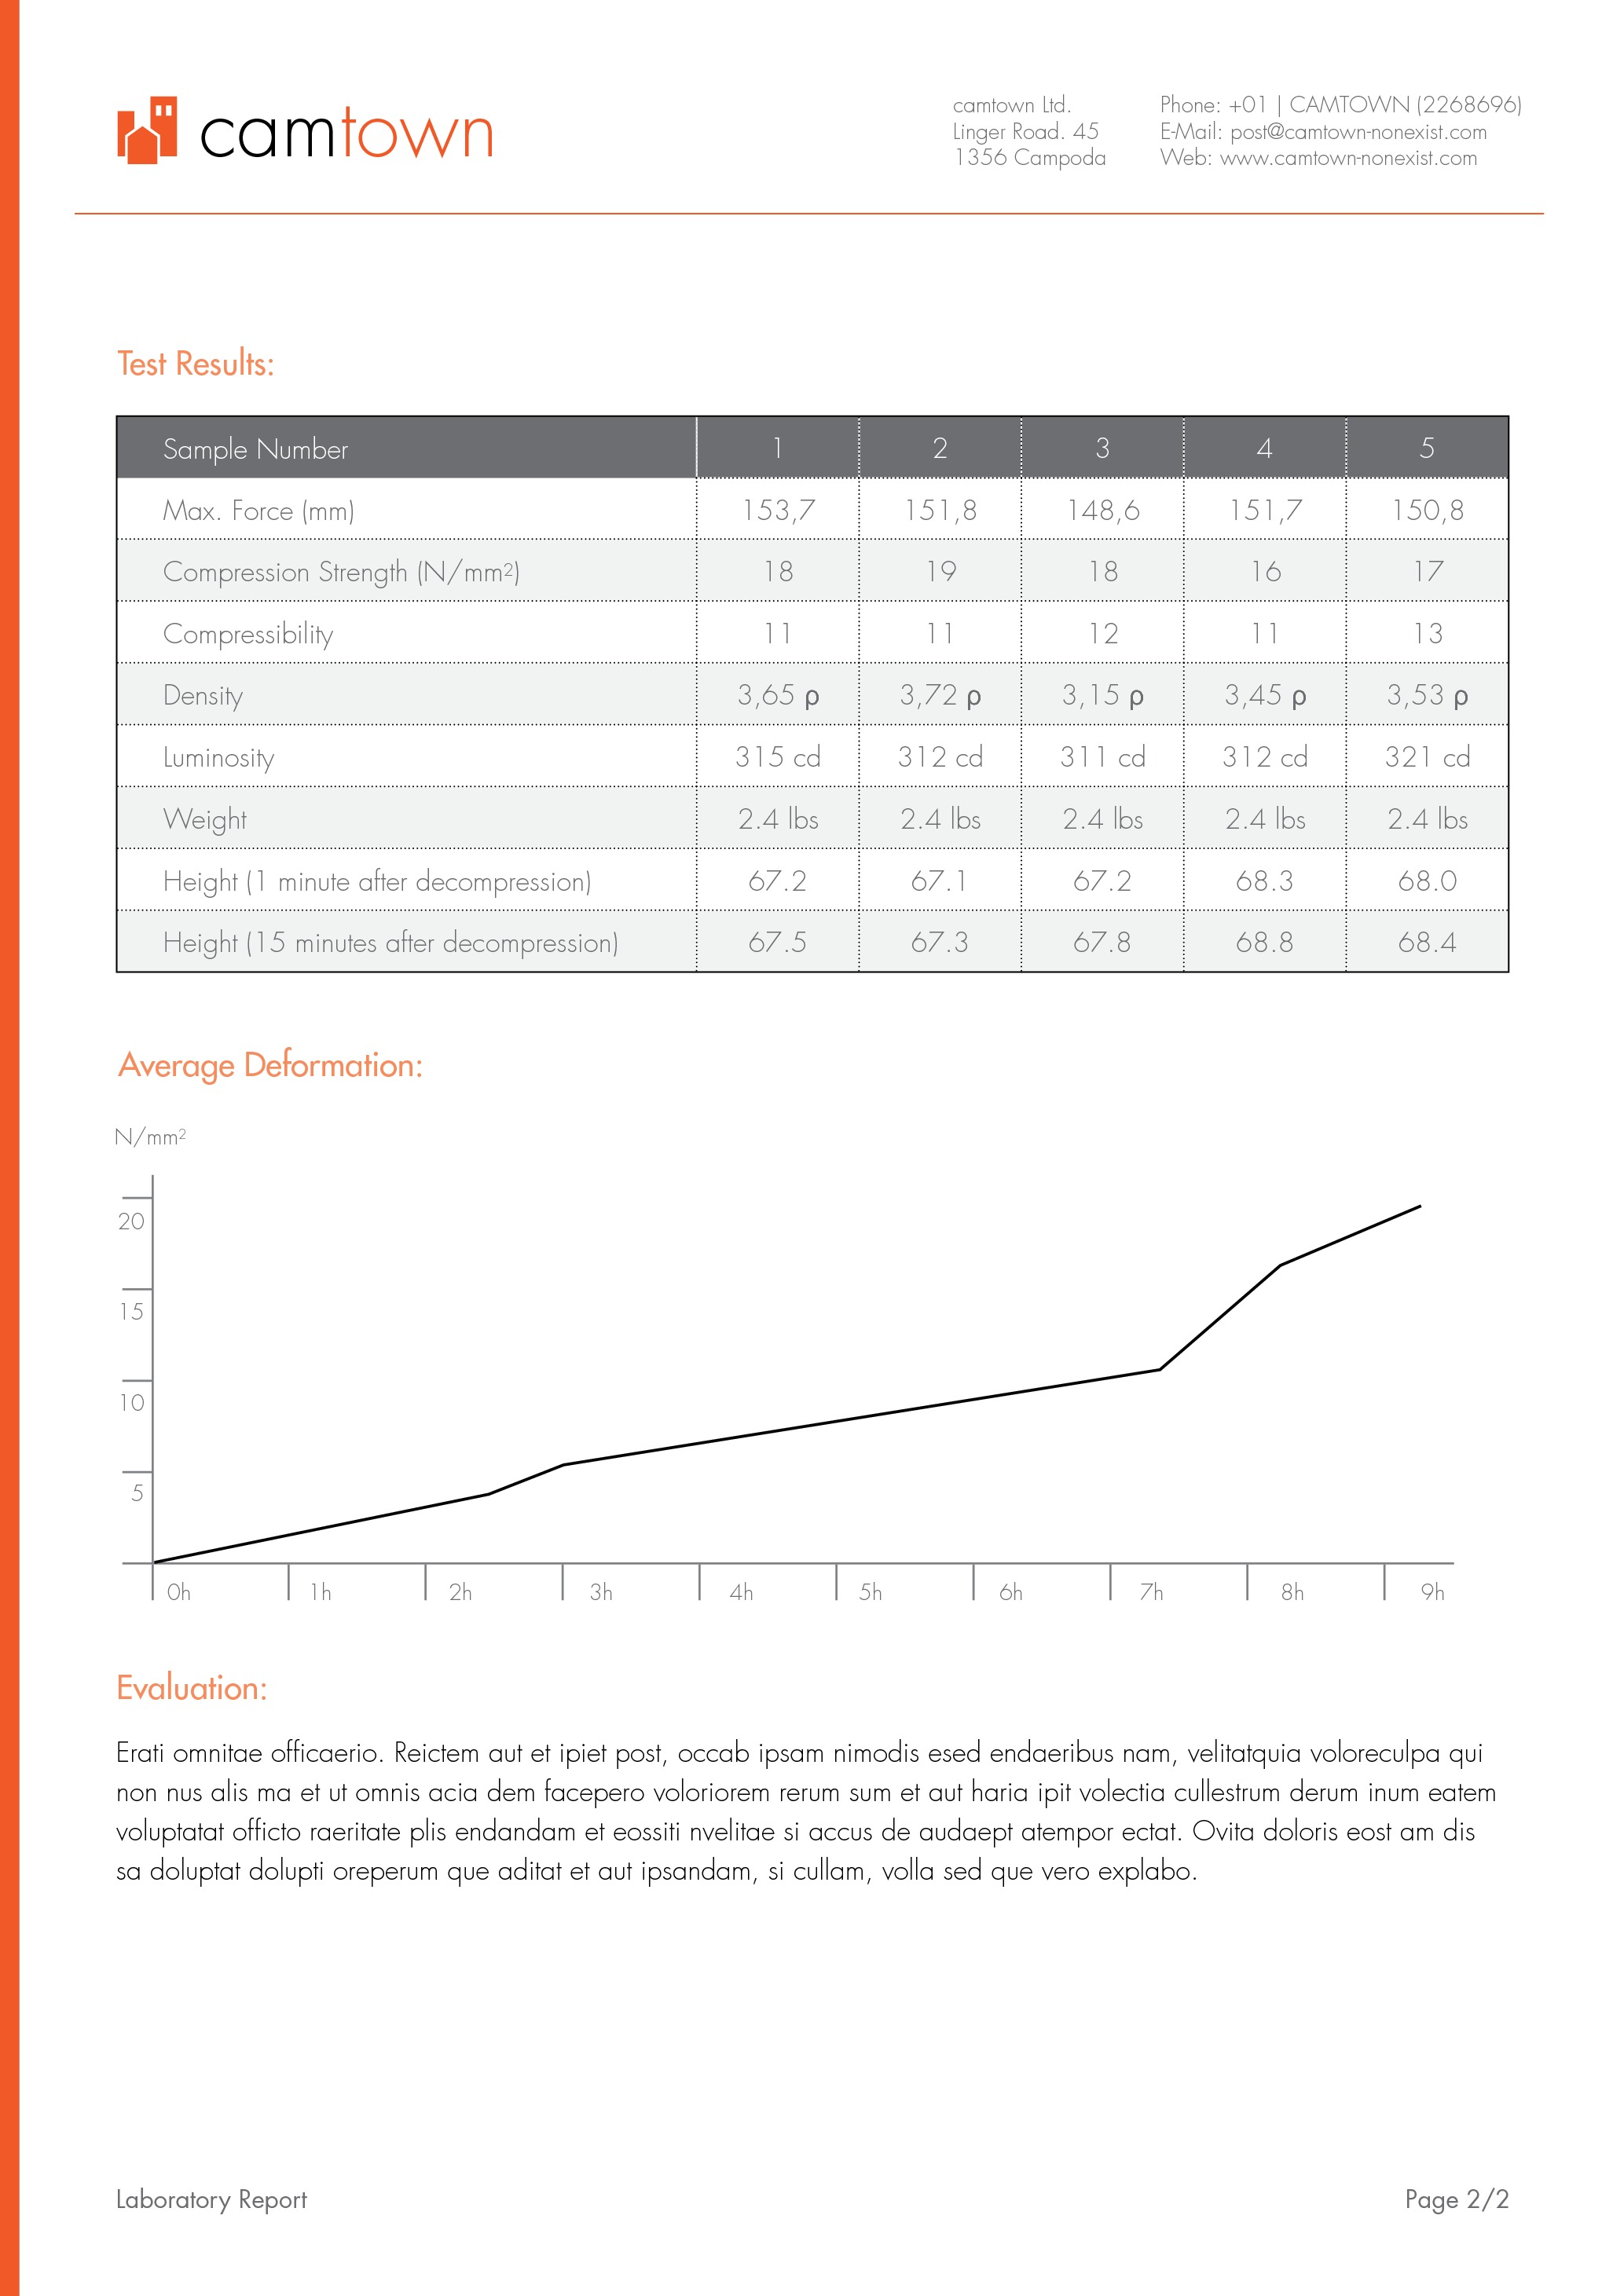 camtown
camtown Ltd.
Linger Road. 45
1356 Campoda
Phone: +01 | CAMTOWN (2268696)
E-Mail: post@camtown-nonexist.com
Web: www.camtown-nonexist.com
Test Results:
Sample Number 1 2 3 4 5
Max. Force (mm) 153,7 151,8 148,6 151,7 150,8
Compression Strength (N/mm²) 18 19 18 16 17
Compressibility 11 11 12 11 13
Density 3,65 ρ 3,72 ρ 3,15 ρ 3,45 ρ 3,53 ρ
Luminosity 315 cd 312 cd 311 cd 312 cd 321 cd
Weight 2.4 lbs 2.4 lbs 2.4 lbs 2.4 lbs 2.4 lbs
Height (1 minute after decompression) 67.2 67.1 67.2 68.3 68.0
Height (15 minutes after decompression) 67.5 67.3 67.8 68.8 68.4
Average Deformation:
N/mm²
20
15
10
5
0h 1h 2h 3h 4h 5h 6h 7h 8h 9h
Evaluation:
Erati omnitae officaerio. Reictem aut et ipiet post, occab ipsam nimodis esed endaeribus nam, velitatquia voloreculpa qui
non nus alis ma et ut omnis acia dem facepero voloriorem rerum sum et aut haria ipit volectia cullestrum derum inum eatem
voluptatat officto raeritate plis endandam et eossiti nvelitae si accus de audaept atempor ectat. Ovita doloris eost am dis
sa doluptat dolupti oreperum que aditat et aut ipsandam, si cullam, volla sed que vero explabo.
Laboratory Report
Page 2/2